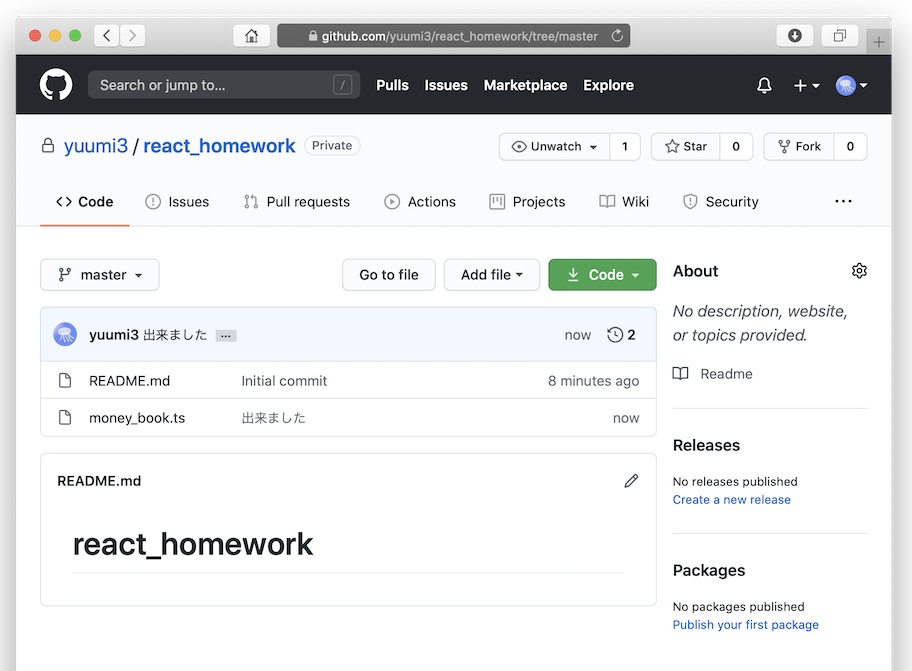 github.com/yuumi3/react_homework/tree/master
Search or jump to... /
Pulls Issues Marketplace Explore
yuumi3 / react_homework Private
Unwatch 1 Star 0 Fork 0
Code Issues Pull requests Actions Projects Wiki Security ...
master Go to file Add file Code
yuumi3 出来ました ... now 2
README.md Initial commit 8 minutes ago
money_book.ts 出来ました now
README.md
react_homework
About
No description, website,
or topics provided.
Readme
Releases
No releases published
Create a new release
Packages
No packages published
Publish your first package